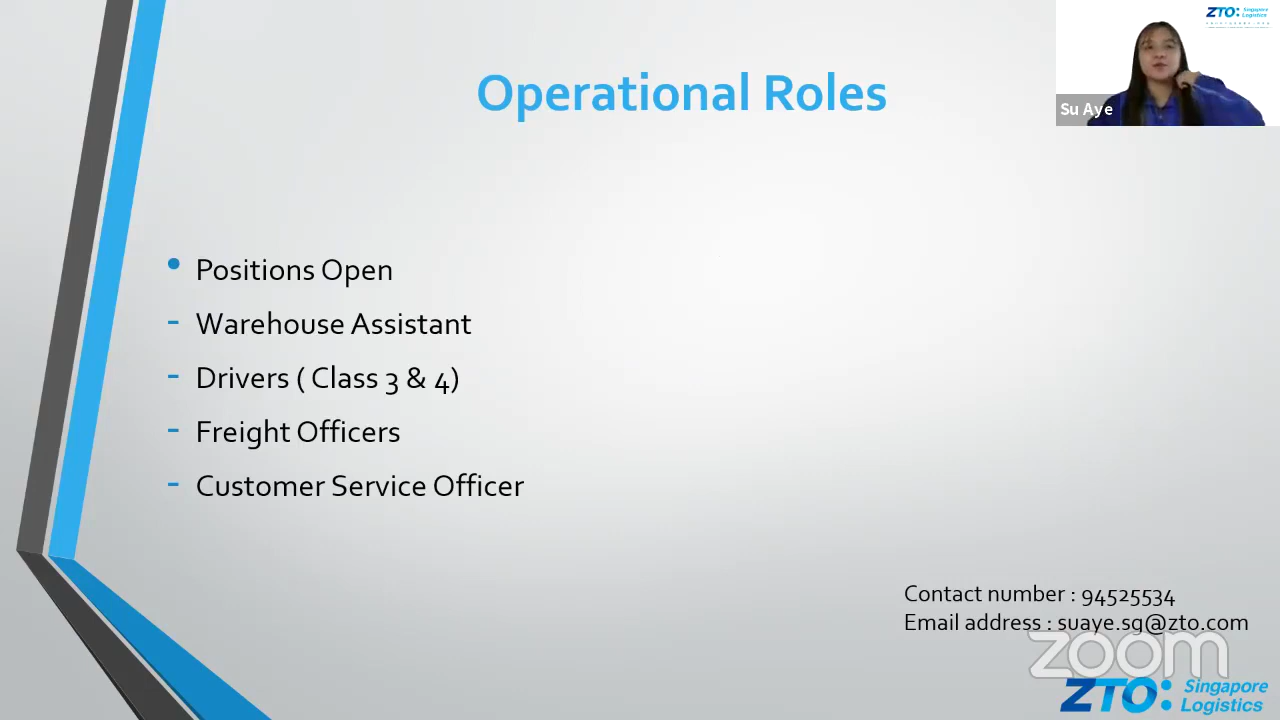 Operational Roles
ZTO: Singapore
Logistics
Su Aye
• Positions Open
- Warehouse Assistant
- Drivers ( Class 3 & 4)
- Freight Officers
- Customer Service Officer
Contact number : 94525534
Email address : suaye.sg@zto.com
zoom
ZTO: Singapore
Logistics